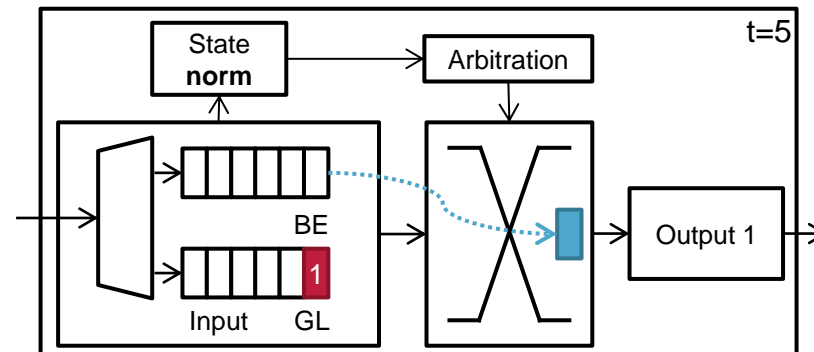 t=5
State
norm
Arbitration
BE
1
Input GL
Output 1